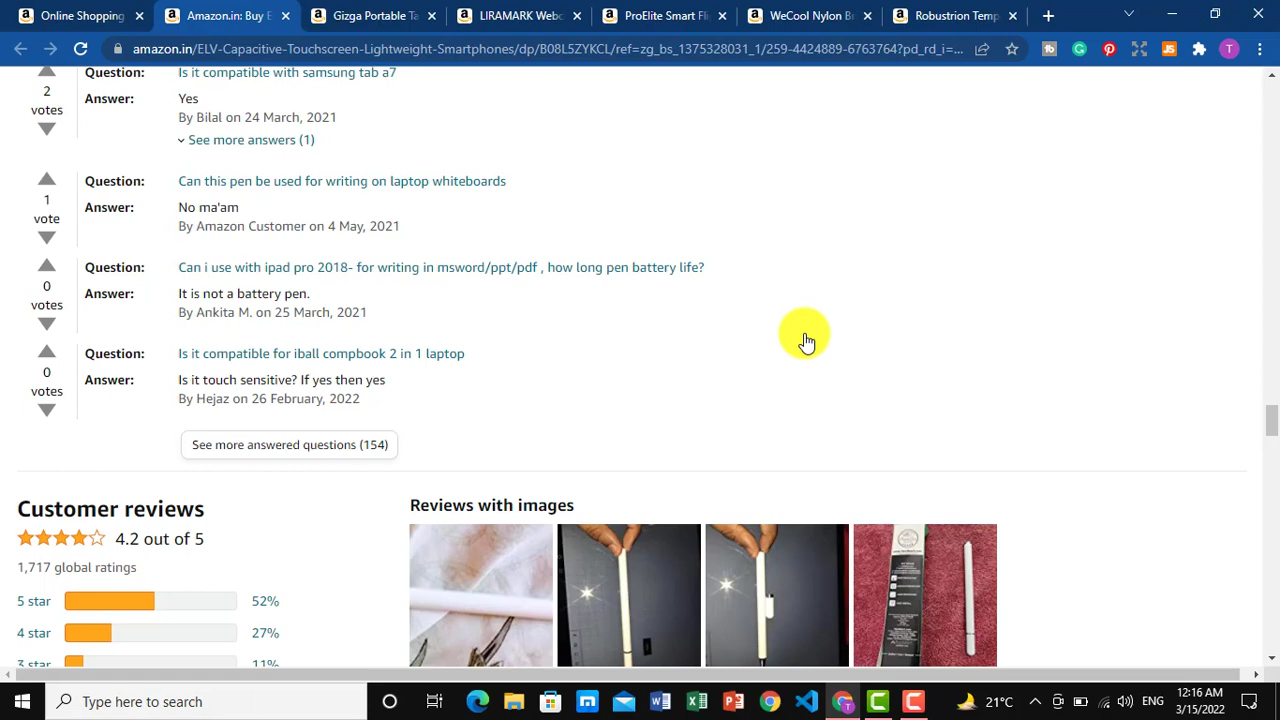 Online Shopping
Amazon.in: Buy E
Gizga Portable Ta
LIRAMARK Webc
ProElite Smart Fli
WeCool Nylon Br
Robustrion Temp
amazon.in/ELV-Capacitive-Touchscreen-Lightweight-Smartphones/dp/B08L5ZYKCL/ref=zg_bs_1375328031_1/259-4424889-6763764?pd_rd_i=...
Question: Is it compatible with samsung tab a7
2
votes
Answer: Yes
By Bilal on 24 March, 2021
See more answers (1)
Question: Can this pen be used for writing on laptop whiteboards
1
vote
Answer: No ma'am
By Amazon Customer on 4 May, 2021
Question: Can i use with ipad pro 2018- for writing in msword/ppt/pdf , how long pen battery life?
0
votes
Answer: It is not a battery pen.
By Ankita M. on 25 March, 2021
Question: Is it compatible for iball compbook 2 in 1 laptop
0
votes
Answer: Is it touch sensitive? If yes then yes
By Hejaz on 26 February, 2022
See more answered questions (154)
Customer reviews
4.2 out of 5
1,717 global ratings
5 star 52%
4 star 27%
3 star 11%
Reviews with images
Type here to search
21°C
ENG
12:16 AM
3/15/2022